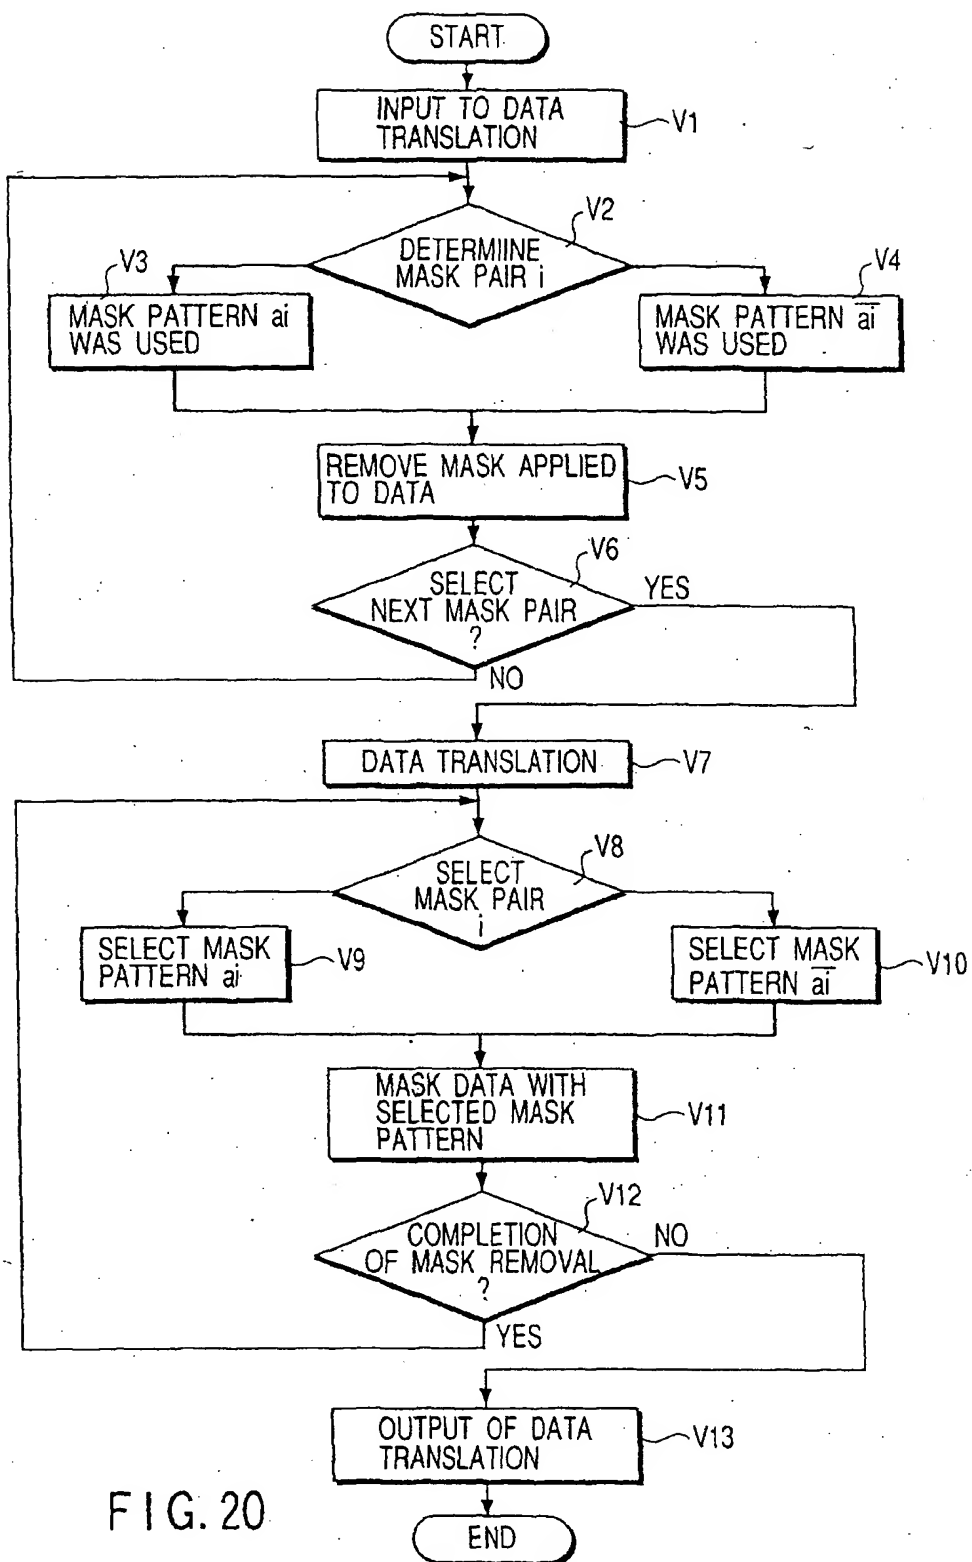 START
INPUT TO DATA
TRANSLATION
V1
V2
DETERMIINE
MASK PAIR i
V3
MASK PATTERN ai
WAS USED
V4
MASK PATTERN a̅i̅
WAS USED
REMOVE MASK APPLIED
TO DATA
V5
V6
SELECT
NEXT MASK PAIR
?
YES
NO
DATA TRANSLATION
V7
V8
SELECT
MASK PAIR
i
SELECT MASK
PATTERN ai
V9
SELECT MASK
PATTERN a̅i̅
V10
MASK DATA WITH
SELECTED MASK
PATTERN
V11
V12
COMPLETION
OF MASK REMOVAL
?
NO
YES
OUTPUT OF DATA
TRANSLATION
V13
END
FIG. 20